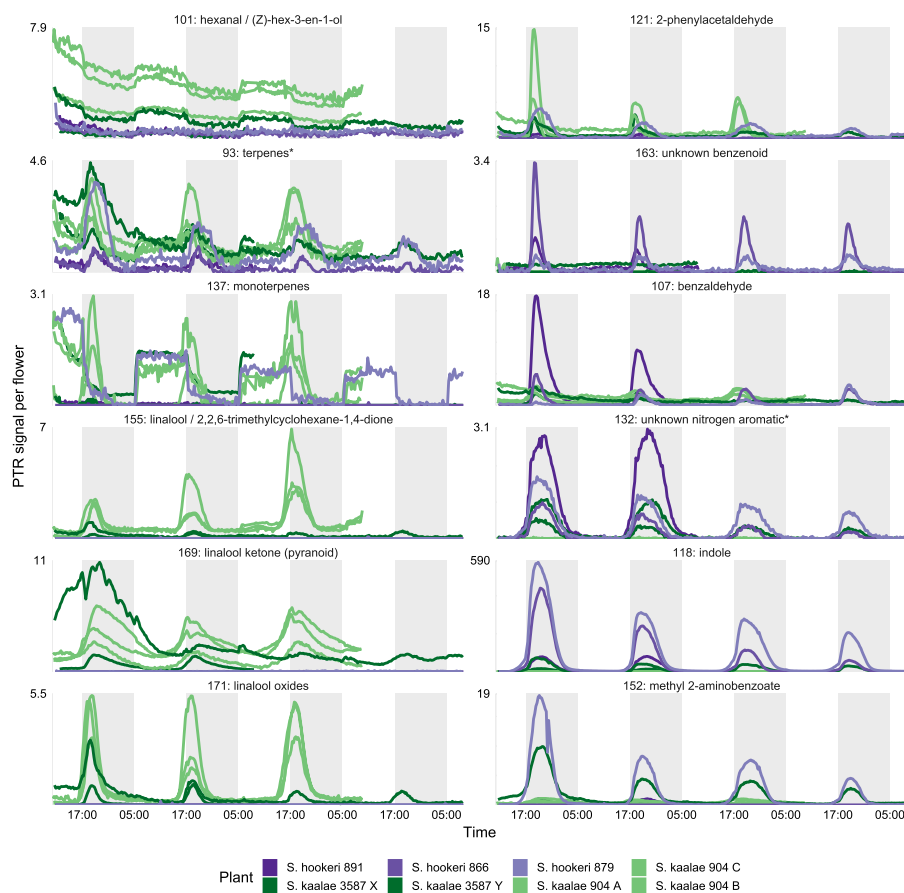 101: hexanal / (Z)-hex-3-en-1-ol
7.9
121: 2-phenylacetaldehyde
15
93: terpenes*
4.6
163: unknown benzenoid
3.4
137: monoterpenes
3.1
107: benzaldehyde
18
155: linalool / 2,2,6-trimethylcyclohexane-1,4-dione
7
132: unknown nitrogen aromatic*
3.1
169: linalool ketone (pyranoid)
11
118: indole
590
171: linalool oxides
5.5
152: methyl 2-aminobenzoate
19
PTR signal per flower
17:00 05:00 17:00 05:00 17:00 05:00 17:00 05:00
17:00 05:00 17:00 05:00 17:00 05:00 17:00 05:00
Time
Plant
S. hookeri 891 S. hookeri 866 S. hookeri 879 S. kaalae 904 C
S. kaalae 3587 X S. kaalae 3587 Y S. kaalae 904 A S. kaalae 904 B